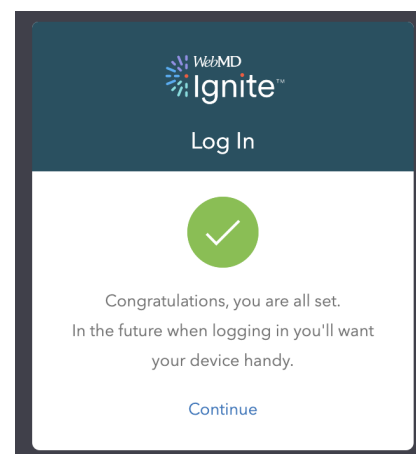 WebMD
Ignite™
Log In
Congratulations, you are all set.
In the future when logging in you'll want
your device handy.
Continue